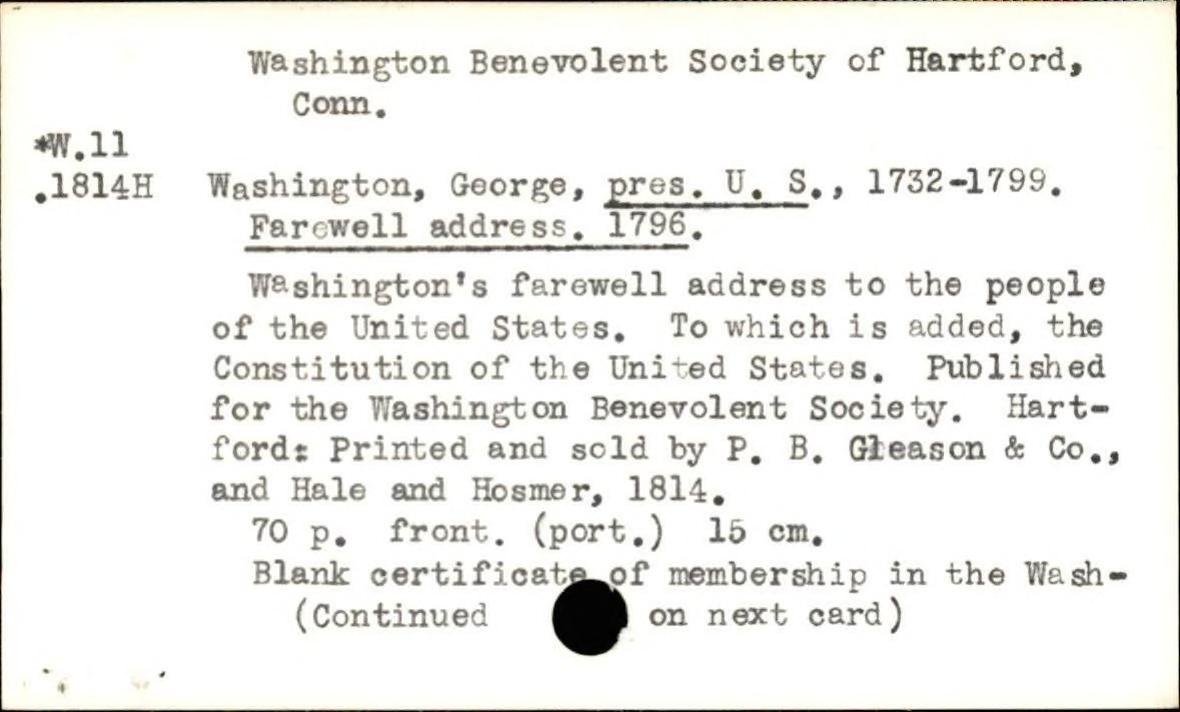 Washington Benevolent Society of Hartford,
Conn.
*W.11
.1814H Washington, George, pres. U. S., 1732-1799.
Farewell address. 1796.
Washington's farewell address to the people
of the United States. To which is added, the
Constitution of the United States. Published
for the Washington Benevolent Society. Hart-
ford: Printed and sold by P. B. Gleason & Co.,
and Hale and Hosmer, 1814.
70 p. front. (port.) 15 cm.
Blank certificate of membership in the Wash-
(Continued on next card)